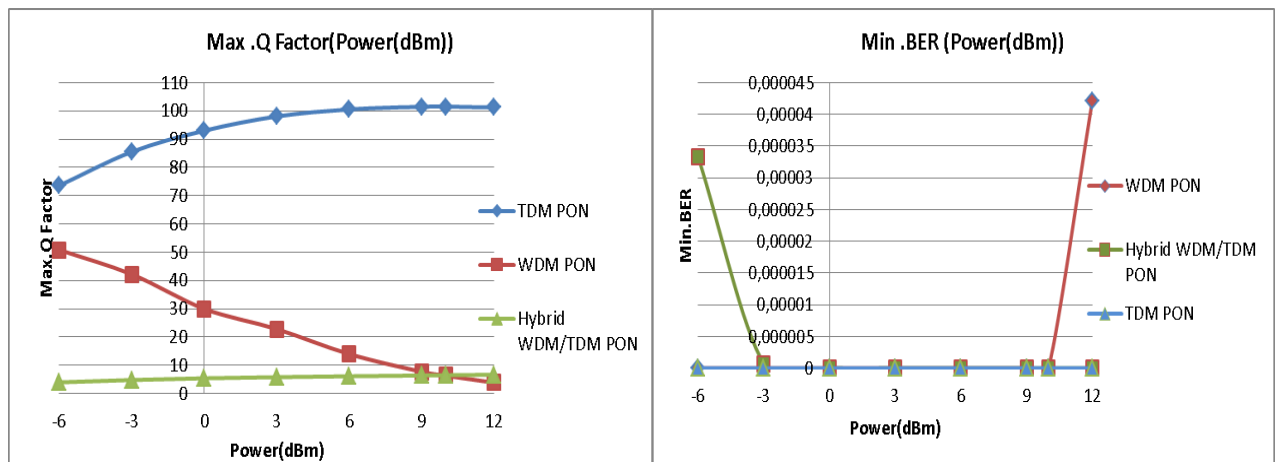 Max .Q Factor(Power(dBm))
110
100
90
80
70
60
50
40
30
20
10
0
Max.Q Factor
-6 -3 0 3 6 9 12
Power(dBm)
TDM PON
WDM PON
Hybrid
WDM/TDM PON
Min .BER (Power(dBm))
0,000045
0,00004
0,000035
0,00003
0,000025
0,00002
0,000015
0,00001
0,000005
0
Min.BER
-6 -3 0 3 6 9 12
Power(dBm)
WDM PON
Hybrid WDM/TDM
PON
TDM PON